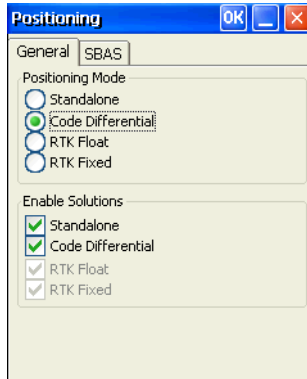 Positioning OK
General SBAS
Positioning Mode
Standalone
Code Differential
RTK Float
RTK Fixed
Enable Solutions
Standalone
Code Differential
RTK Float
RTK Fixed